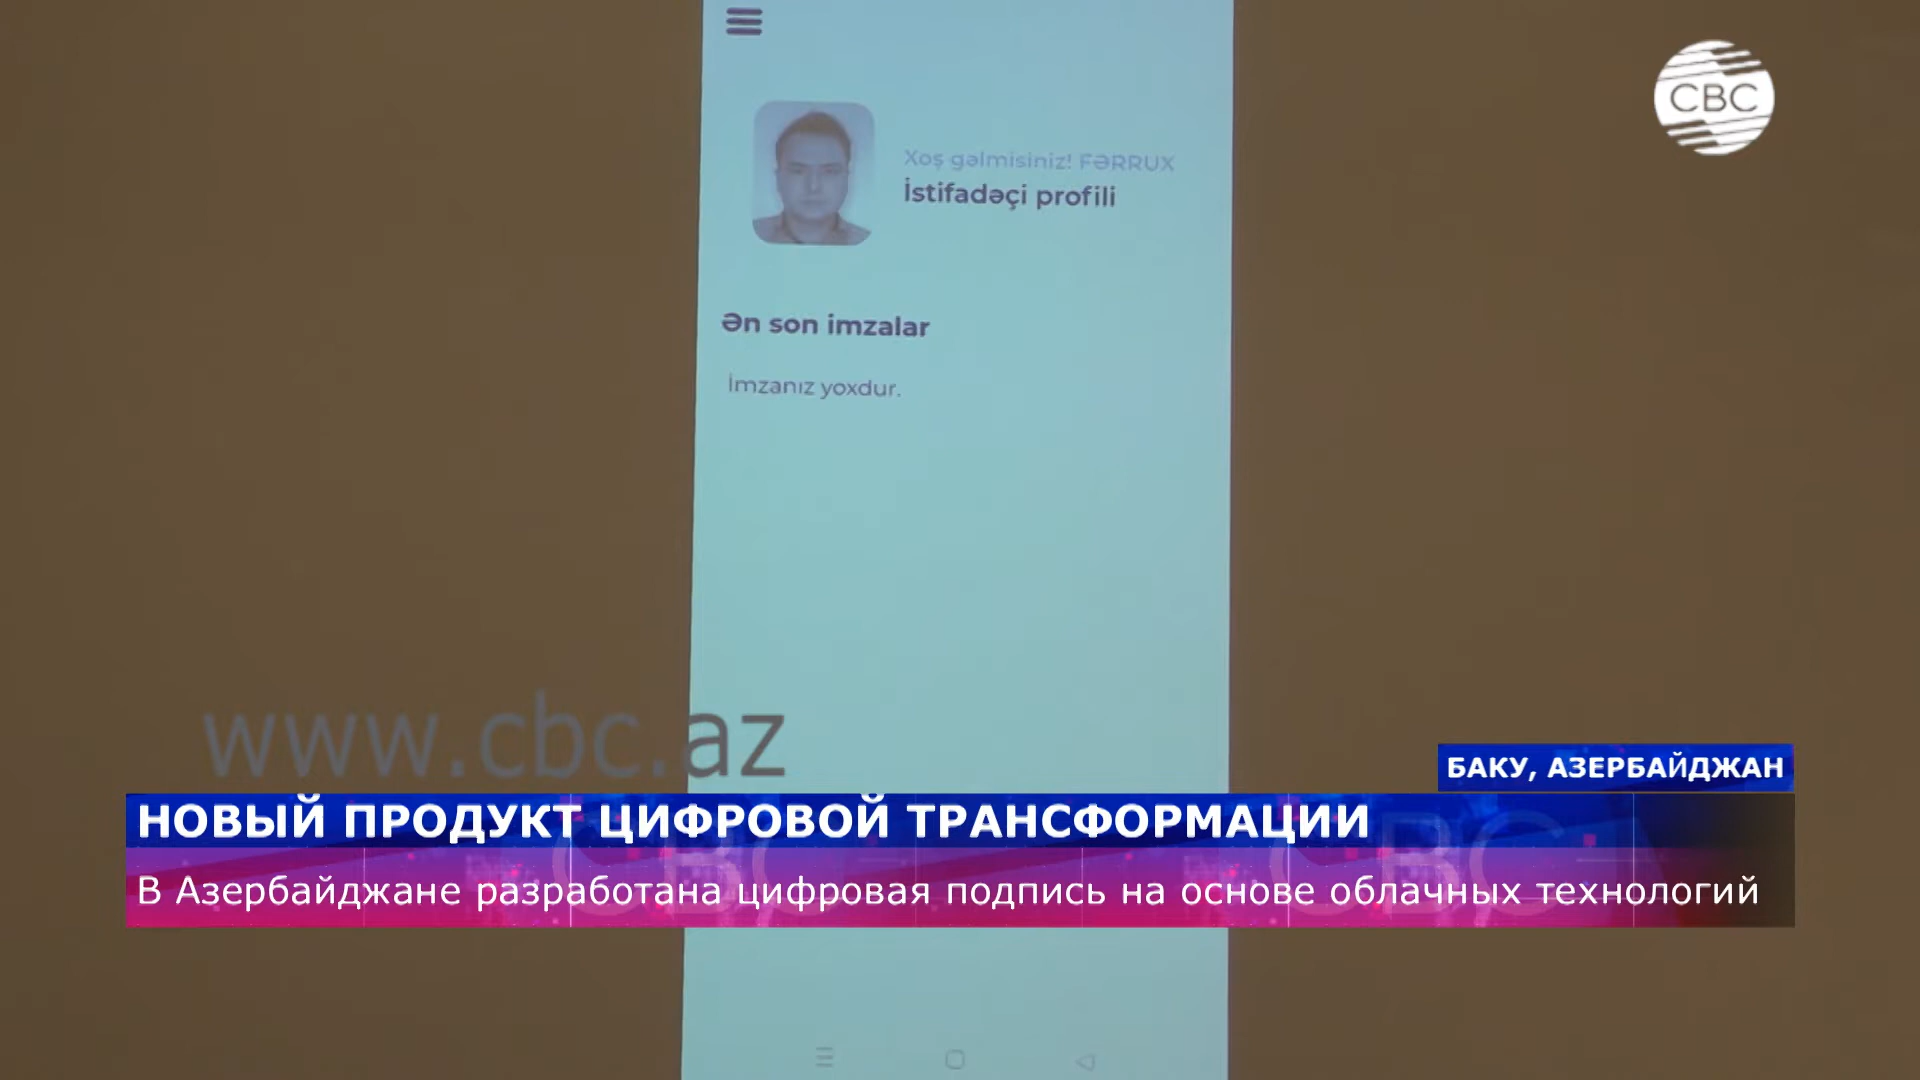 CBC
Xoş gəlmisiniz! FƏRRUX
İstifadəçi profili
Ən son imzalar
İmzanız yoxdur.
www.cbc.az
БАКУ, АЗЕРБАЙДЖАН
НОВЫЙ ПРОДУКТ ЦИФРОВОЙ ТРАНСФОРМАЦИИ
В Азербайджане разработана цифровая подпись на основе облачных технологий